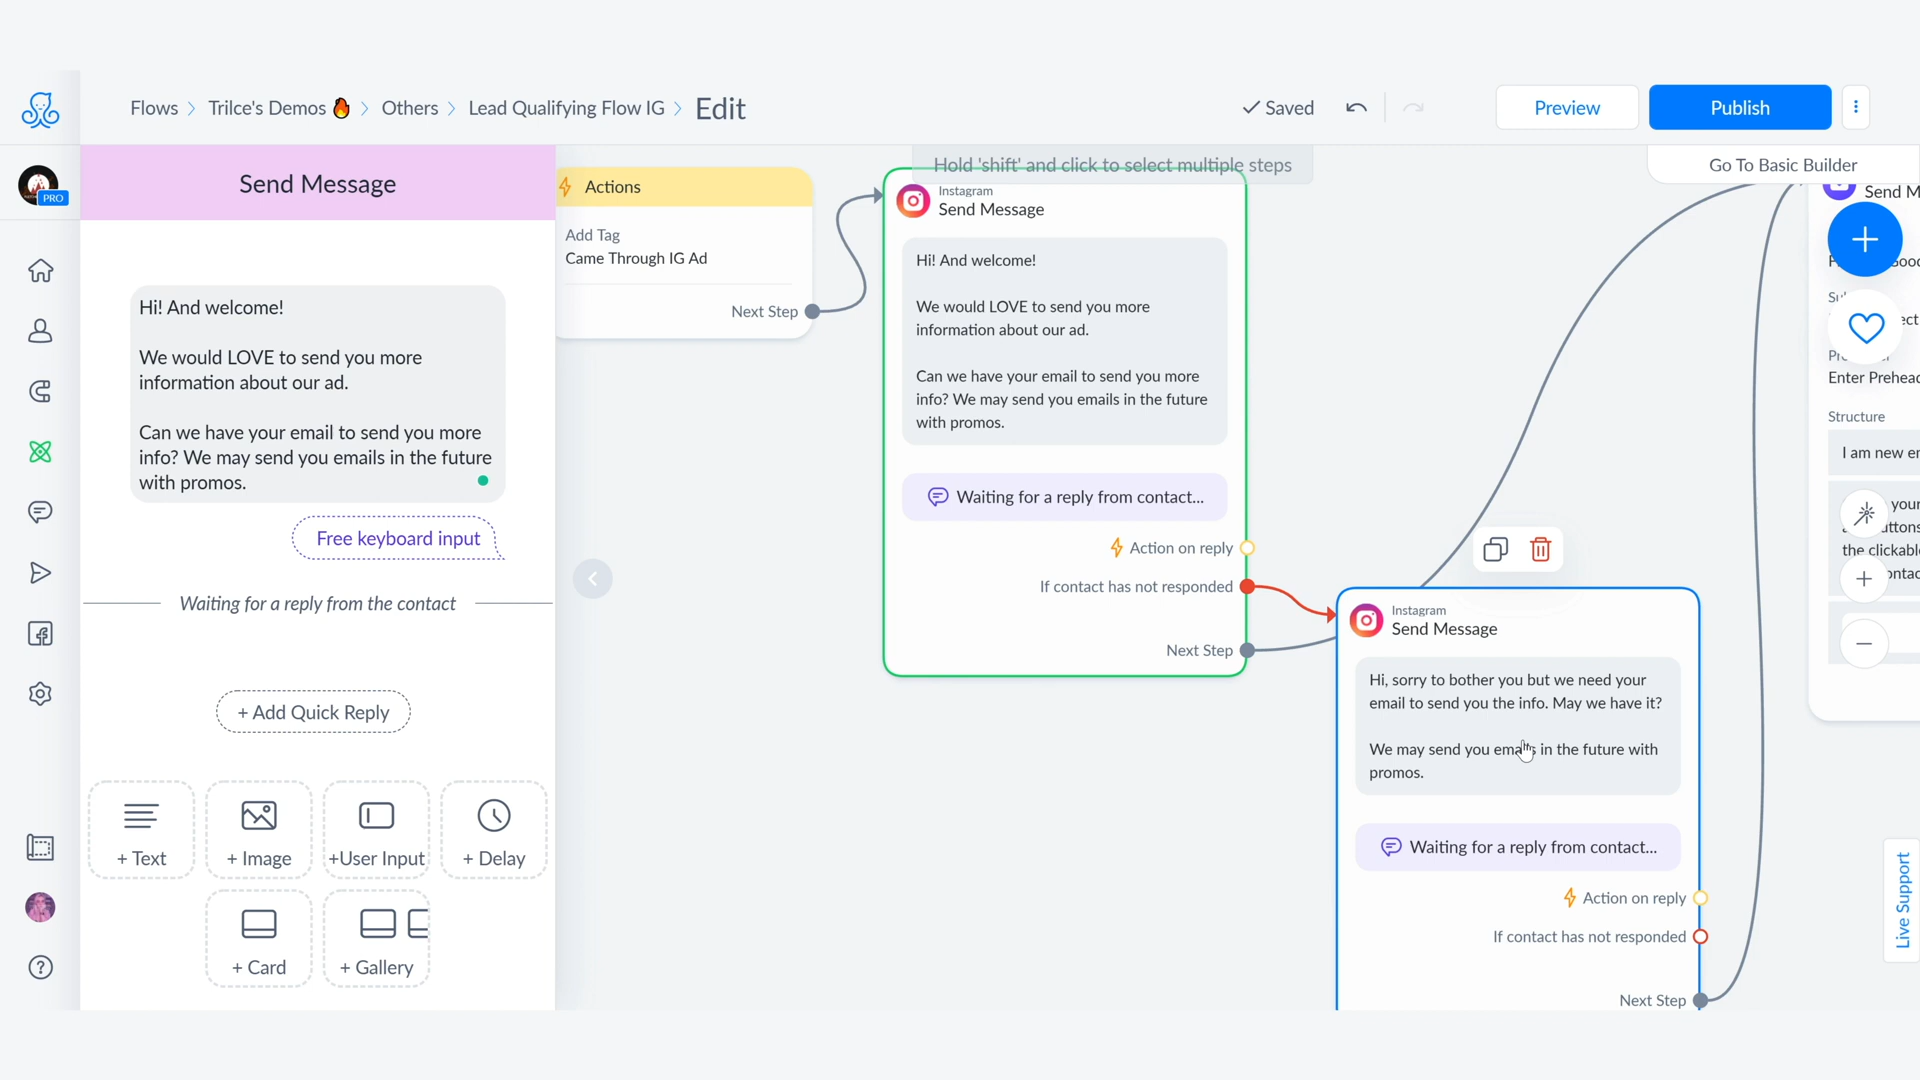 Flows > Trilce's Demos 🔥 > Others > Lead Qualifying Flow IG > Edit
Saved
Preview
Publish
PRO
Send Message
Hi! And welcome!
We would LOVE to send you more
information about our ad.
Can we have your email to send you more
info? We may send you emails in the future
with promos.
Free keyboard input
Waiting for a reply from the contact
+ Add Quick Reply
+ Text
+ Image
+User Input
+ Delay
+ Card
+ Gallery
Actions
Add Tag
Came Through IG Ad
Next Step
Hold 'shift' and click to select multiple steps
Instagram
Send Message
Hi! And welcome!
We would LOVE to send you more
information about our ad.
Can we have your email to send you more
info? We may send you emails in the future
with promos.
Waiting for a reply from contact...
Action on reply
If contact has not responded
Next Step
Instagram
Send Message
Hi, sorry to bother you but we need your
email to send you the info. May we have it?
We may send you emails in the future with
promos.
Waiting for a reply from contact...
Action on reply
If contact has not responded
Next Step
Go To Basic Builder
Send M
Enter Prehead
Structure
I am new em
your
the clickabl
Live Support